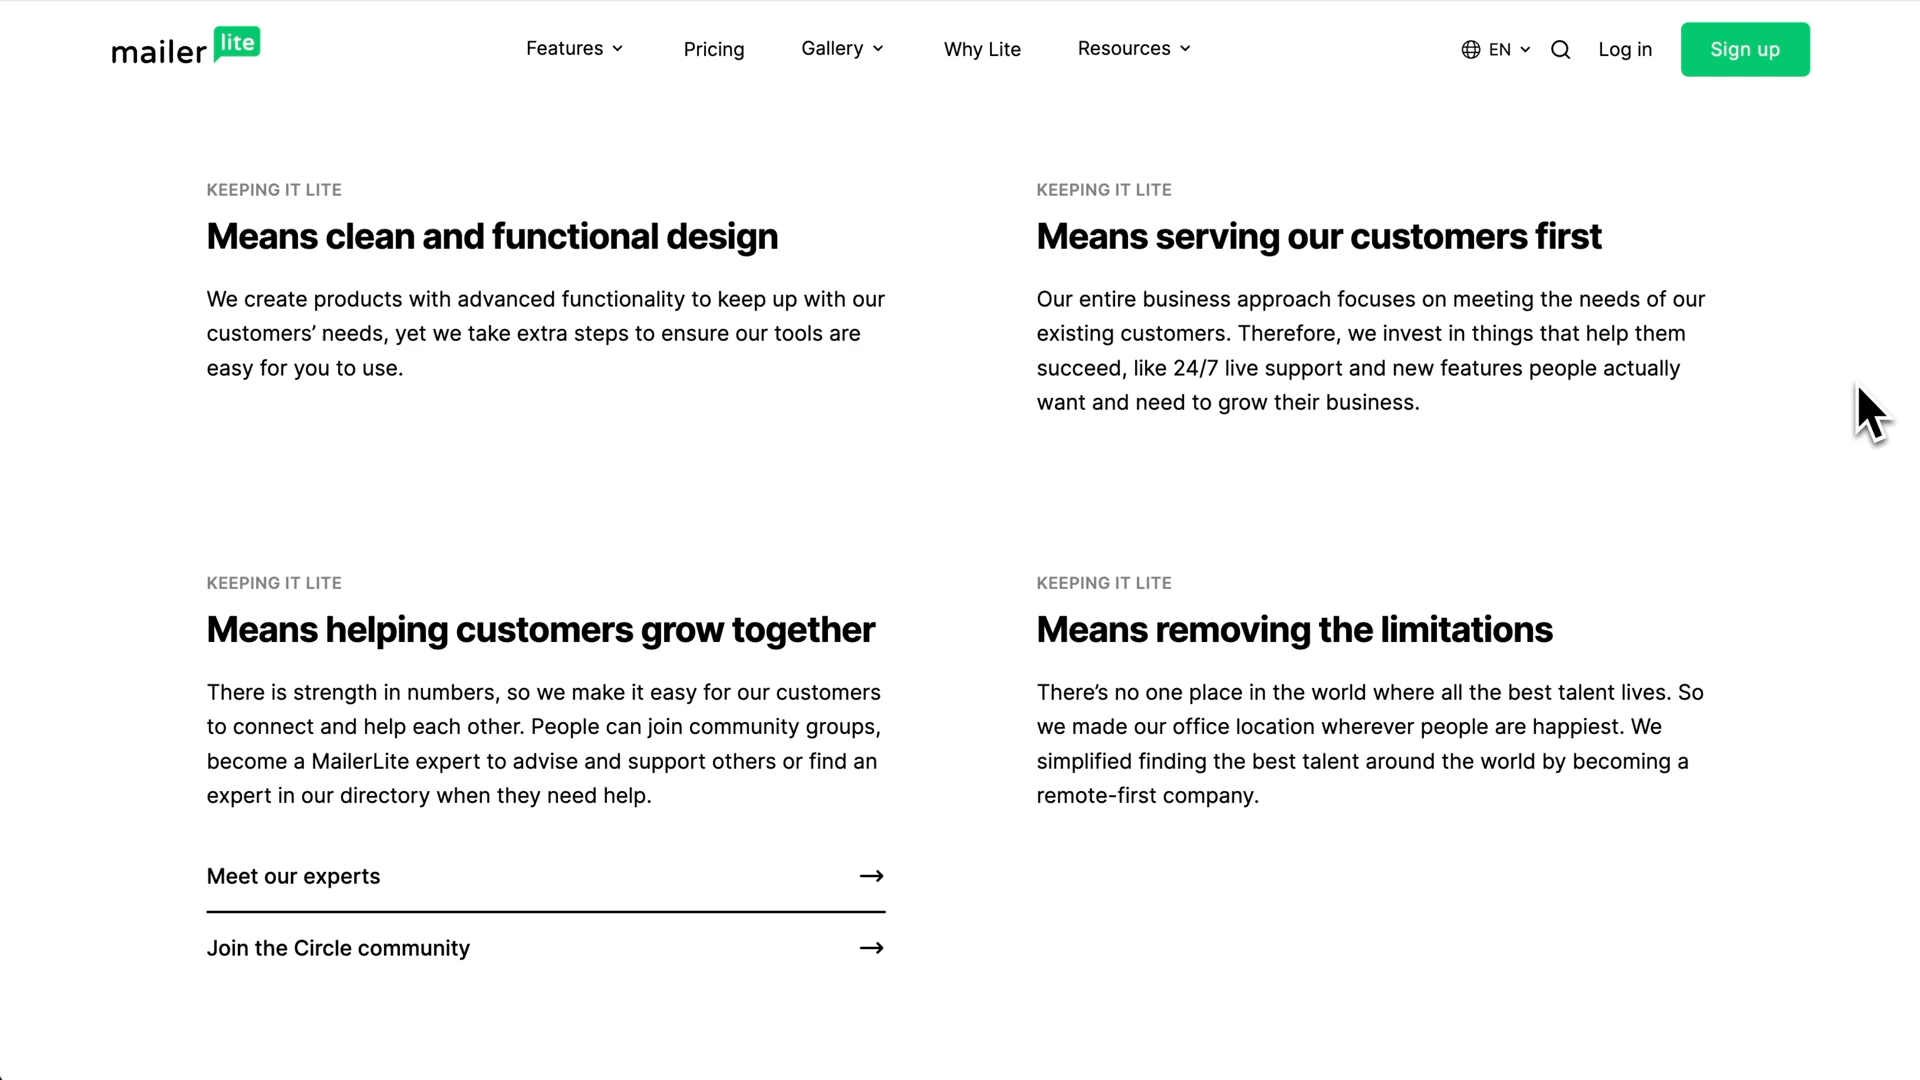 mailer lite
Features Pricing Gallery Why Lite Resources EN Log in Sign up
KEEPING IT LITE
Means clean and functional design
We create products with advanced functionality to keep up with our
customers’ needs, yet we take extra steps to ensure our tools are
easy for you to use.
KEEPING IT LITE
Means serving our customers first
Our entire business approach focuses on meeting the needs of our
existing customers. Therefore, we invest in things that help them
succeed, like 24/7 live support and new features people actually
want and need to grow their business.
KEEPING IT LITE
Means helping customers grow together
There is strength in numbers, so we make it easy for our customers
to connect and help each other. People can join community groups,
become a MailerLite expert to advise and support others or find an
expert in our directory when they need help.
Meet our experts
Join the Circle community
KEEPING IT LITE
Means removing the limitations
There’s no one place in the world where all the best talent lives. So
we made our office location wherever people are happiest. We
simplified finding the best talent around the world by becoming a
remote-first company.